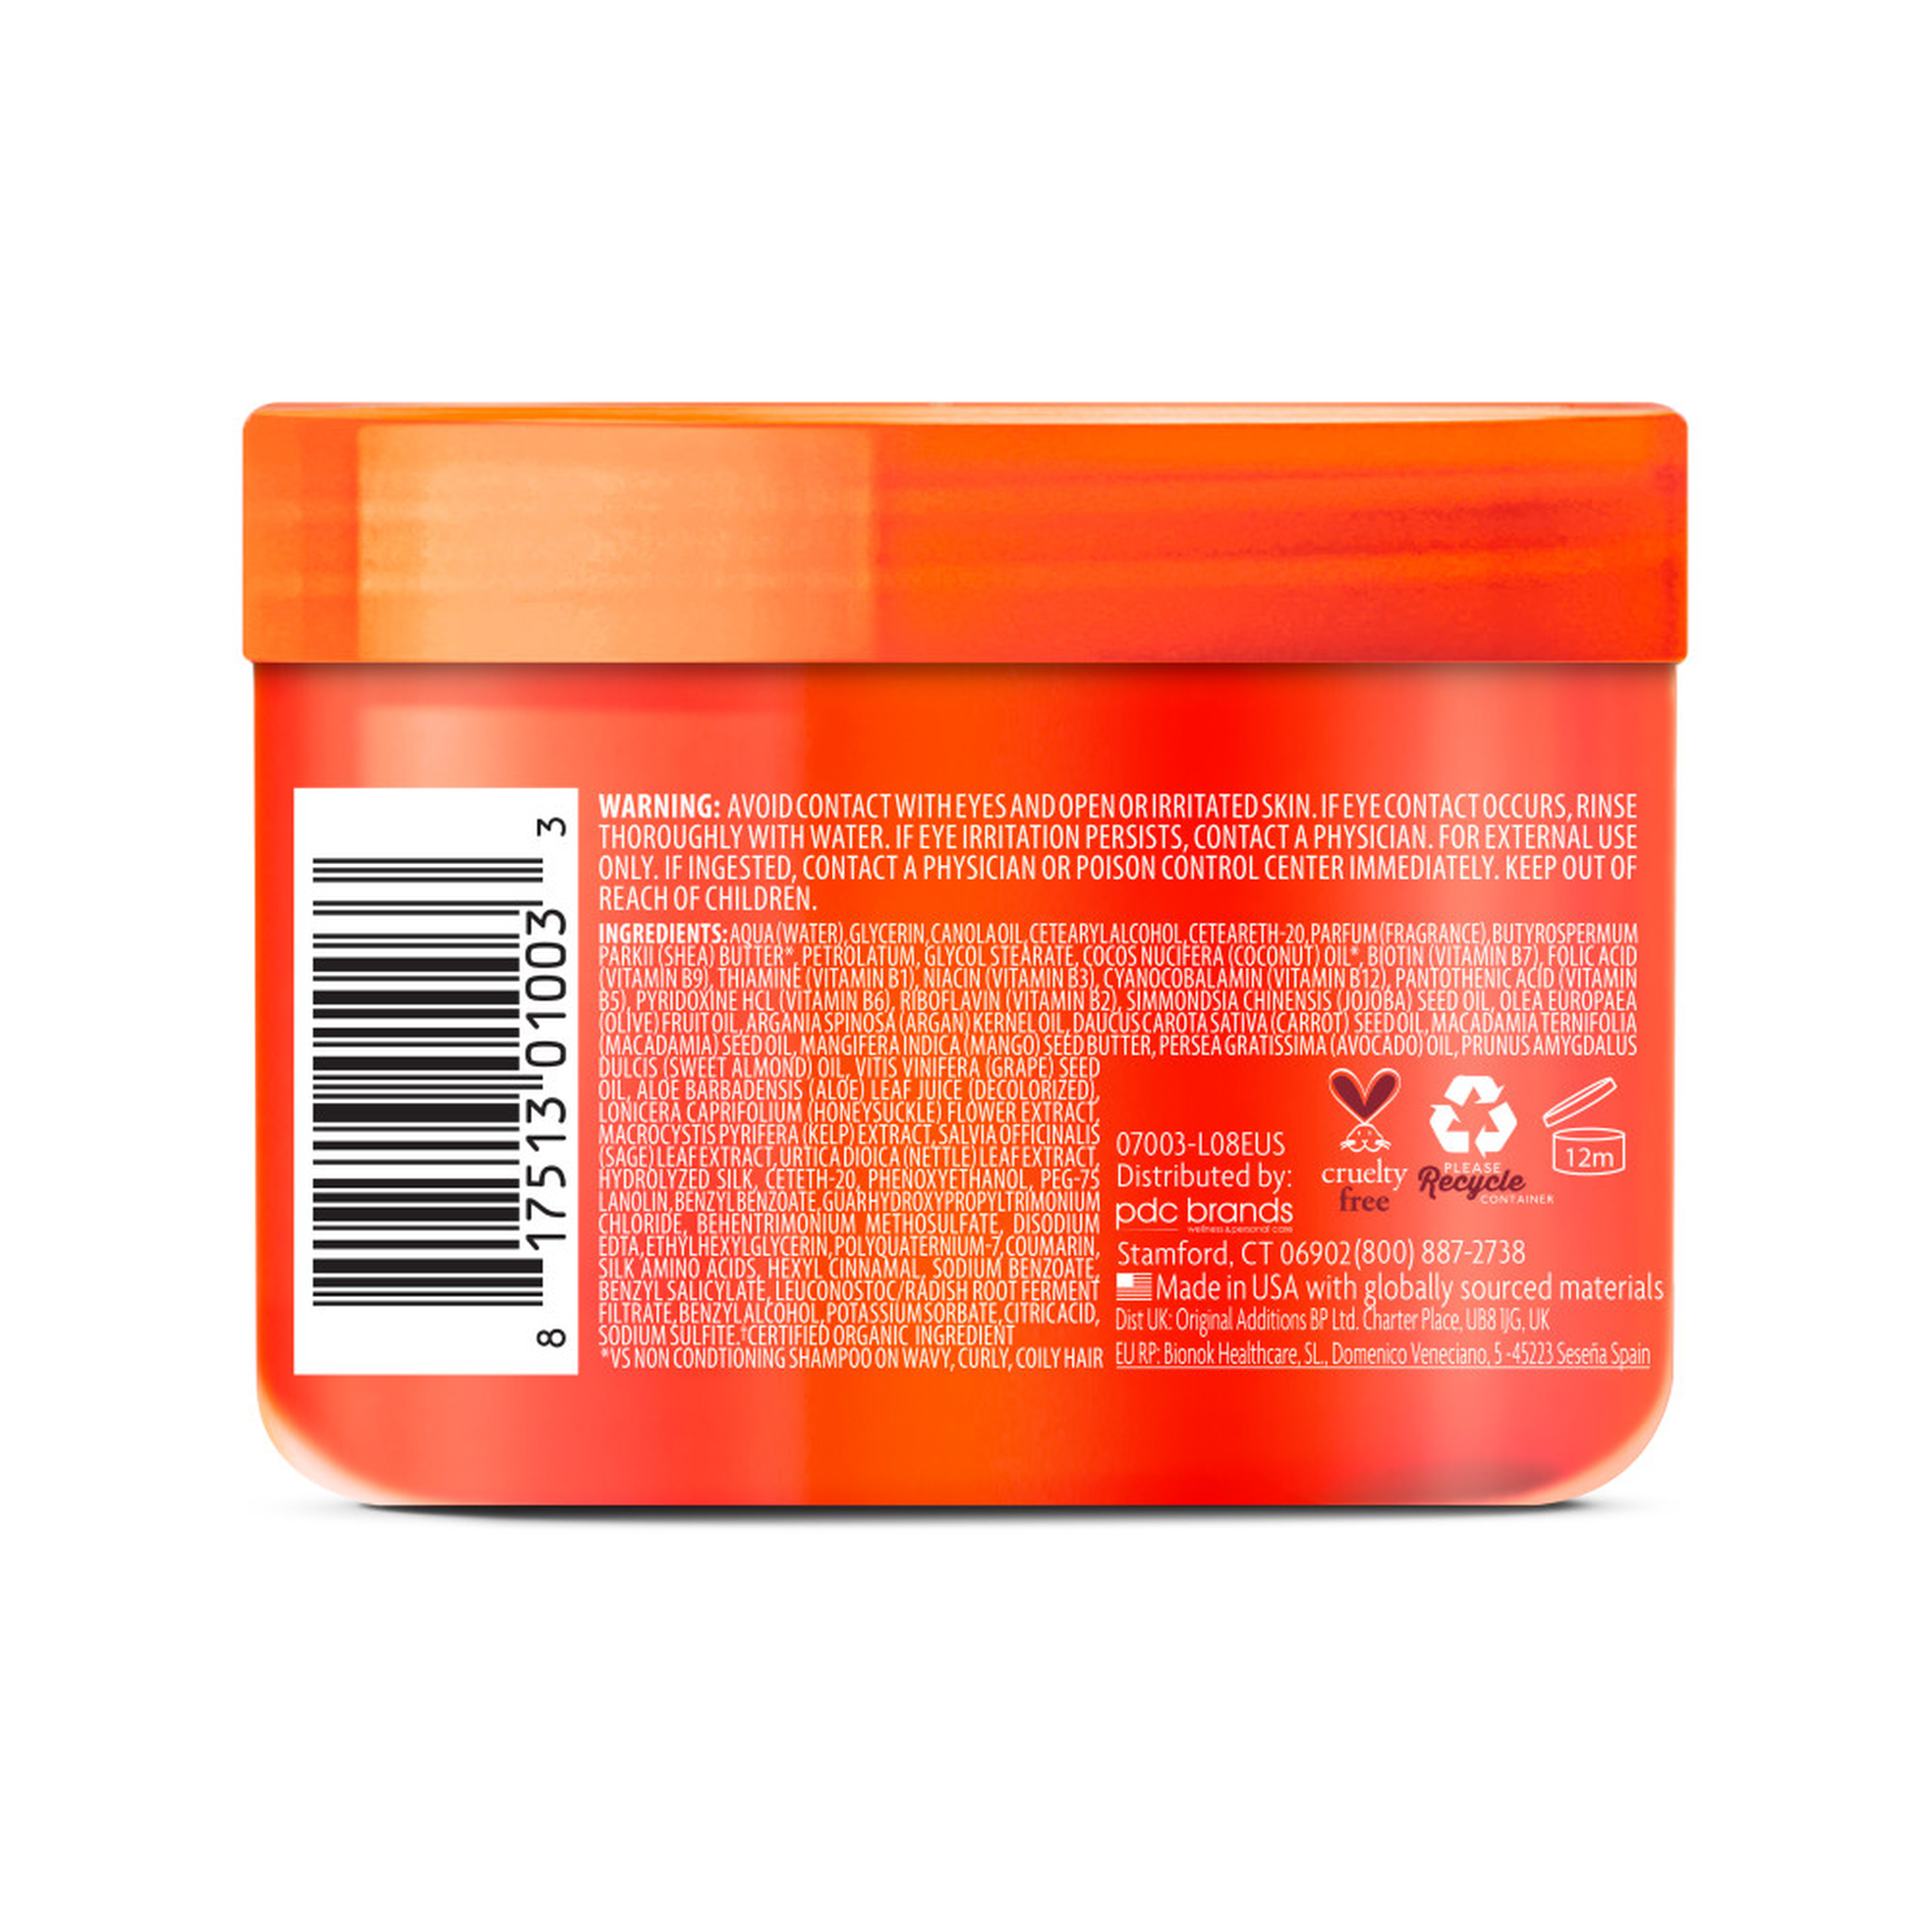 WARNING: AVOID CONTACT WITH EYES AND OPEN OR IRRITATED SKIN. IF EYE CONTACT OCCURS, RINSE
THOROUGHLY WITH WATER. IF EYE IRRITATION PERSISTS, CONTACT A PHYSICIAN. FOR EXTERNAL USE
ONLY. IF INGESTED, CONTACT A PHYSICIAN OR POISON CONTROL CENTER IMMEDIATELY. KEEP OUT OF
REACH OF CHILDREN.
INGREDIENTS: AQUA (WATER), GLYCERIN, CANOLA OIL, CETEARYL ALCOHOL, CETEARETH-20, PARFUM (FRAGRANCE), BUTYROSPERMUM
PARKII (SHEA) BUTTER*, PETROLATUM, GLYCOL STEARATE, COCOS NUCIFERA (COCONUT) OIL*, BIOTIN (VITAMIN B7), FOLIC ACID
(VITAMIN B9), THIAMINE (VITAMIN B1), NIACIN (VITAMIN B3), CYANOCOBALAMIN (VITAMIN B12), PANTOTHENIC ACID (VITAMIN
B5), PYRIDOXINE HCL (VITAMIN B6), RIBOFLAVIN (VITAMIN B2), SIMMONDSIA CHINENSIS (JOJOBA) SEED OIL, OLEA EUROPAEA
(OLIVE) FRUIT OIL, ARGANIA SPINOSA (ARGAN) KERNEL OIL, DAUCUS CAROTA SATIVA (CARROT) SEED OIL, MACADAMIA TERNIFOLIA
(MACADAMIA) SEED OIL, MANGIFERA INDICA (MANGO) SEED BUTTER, PERSEA GRATISSIMA (AVOCADO) OIL, PRUNUS AMYGDALUS
DULCIS (SWEET ALMOND) OIL, VITIS VINIFERA (GRAPE) SEED
OIL, ALOE BARBADENSIS (ALOE) LEAF JUICE (DECOLORIZED),
LONICERA CAPRIFOLIUM (HONEYSUCKLE) FLOWER EXTRACT,
MACROCYSTIS PYRIFERA (KELP) EXTRACT, SALVIA OFFICINALIS
(SAGE) LEAF EXTRACT, URTICA DIOICA (NETTLE) LEAF EXTRACT,
HYDROLYZED SILK, CETETH-20, PHENOXYETHANOL, PEG-75
LANOLIN, BENZYL BENZOATE, GUAR HYDROXYPROPYLTRIMONIUM
CHLORIDE, BEHENTRIMONIUM METHOSULFATE, DISODIUM
EDTA, ETHYLHEXYLGLYCERIN, POLYQUATERNIUM-7, COUMARIN,
SILK AMINO ACIDS, HEXYL CINNAMAL, SODIUM BENZOATE,
BENZYL SALICYLATE, LEUCONOSTOC/RADISH ROOT FERMENT
FILTRATE, BENZYL ALCOHOL, POTASSIUM SORBATE, CITRIC ACID,
SODIUM SULFITE. †CERTIFIED ORGANIC INGREDIENT
*VS NON CONDTIONING SHAMPOO ON WAVY, CURLY, COILY HAIR
07003-L08EUS
Distributed by:
pdc brands
wellness & personal care
Stamford, CT 06902 (800) 887-2738
Made in USA with globally sourced materials
Dist UK: Original Additions BP Ltd. Charter Place, UB8 1JG, UK
EU RP: Bionok Healthcare, SL., Domenico Veneciano, 5 -45223 Seseña Spain
cruelty
free
PLEASE
Recycle
CONTAINER
12m
8 17513 01003 3